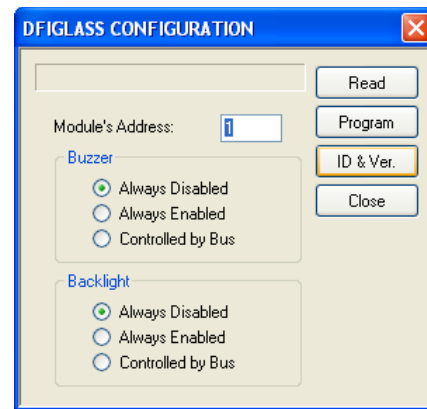 DFIGLASS CONFIGURATION
Read
Module's Address: 1
Program
Buzzer
ID & Ver.
Always Disabled
Close
Always Enabled
Controlled by Bus
Backlight
Always Disabled
Always Enabled
Controlled by Bus